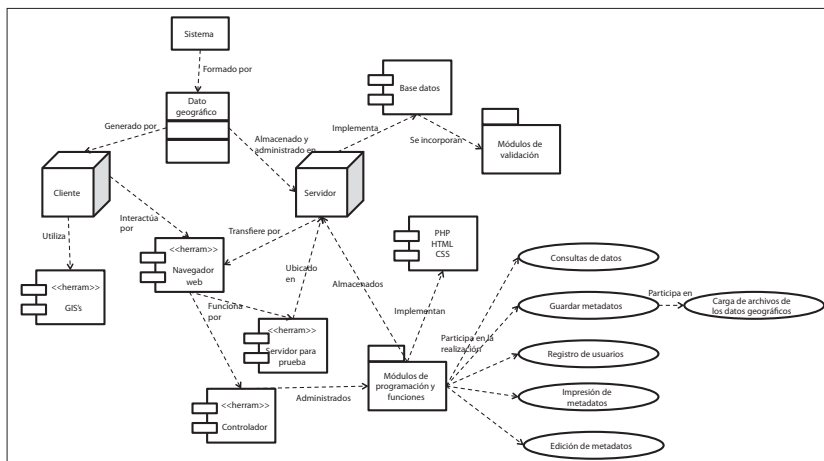 Sistema
Formado por
Dato
geográfico
Generado por
Almacenado y
administrado en
Implementa
Base datos
Se incorporan
Módulos de
validación
Cliente
Servidor
Utiliza
Interactúa
por
Transfiere por
<<herram>>
GIS's
<<herram>>
Navegador
web
Ubicado
en
Almacenados
PHP
HTML
CSS
Implementan
Funciona
por
<<herram>>
Servidor para
prueba
<<herram>>
Controlador
Administrados
Módulos de
programación y
funciones
Participa en la
realización
Consultas de datos
Guardar metadatos
Participa en
Carga de archivos de
los datos geográficos
Registro de usuarios
Impresión de
metadatos
Edición de metadatos